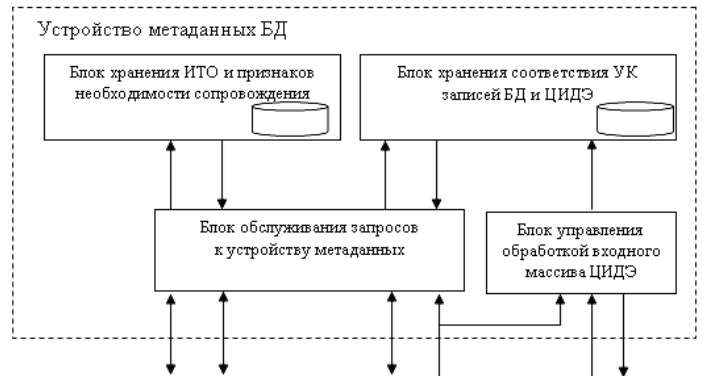 Устройство метаданных БД
Блок хранения ИТО и признаков
необходимости сопровождения
Блок хранения соответствия УК
записей БД и ЦИДЭ
Блок обслуживания запросов
к устройству метаданных
Блок управления
обработкой входного
массива ЦИДЭ